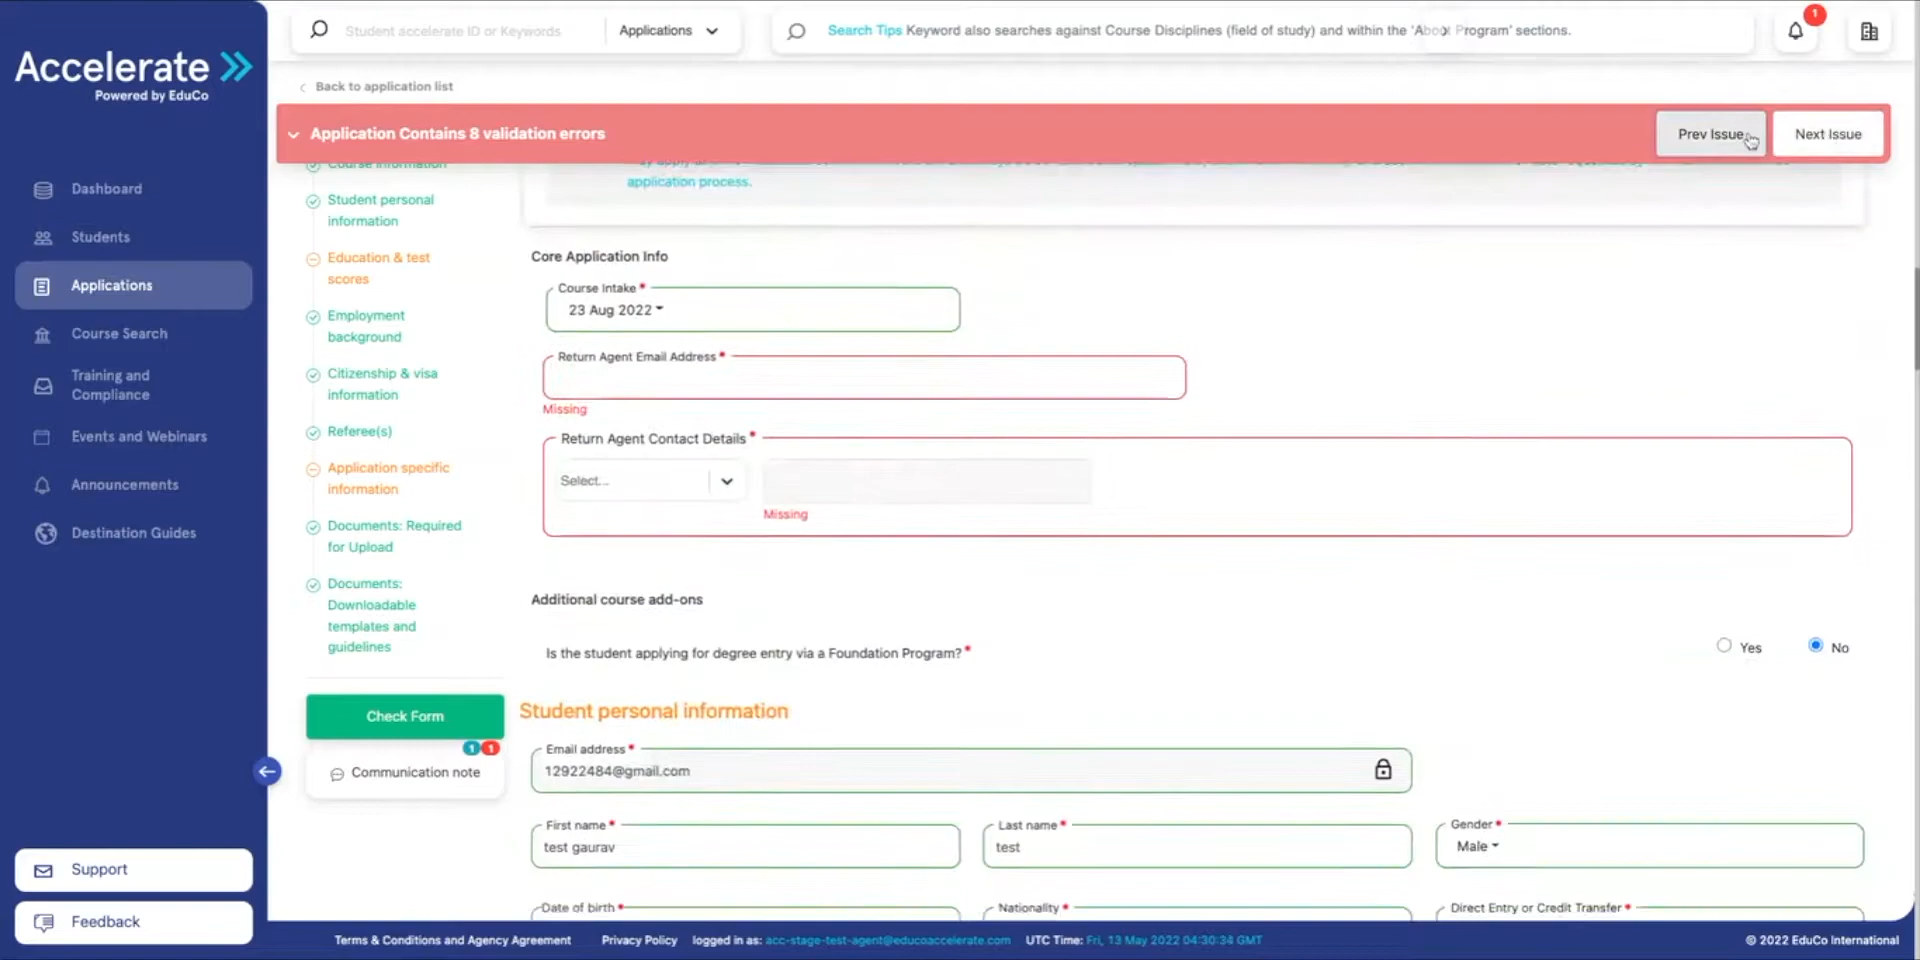 Accelerate
Powered by EduCo
Student accelerate ID or Keywords
Applications
Search Tips Keyword also searches against Course Disciplines (field of study) and within the 'About Program' sections.
1
Back to application list
Application Contains 8 validation errors
Prev Issue
Next Issue
Dashboard
Students
Applications
Course Search
Training and
Compliance
Events and Webinars
Announcements
Destination Guides
Support
Feedback
Course information
Student personal
information
Education & test
scores
Employment
background
Citizenship & visa
information
Referee(s)
Application specific
information
Documents: Required
for Upload
Documents:
Downloadable
templates and
guidelines
Check Form
1 1
Communication note
application process.
Core Application Info
Course Intake *
23 Aug 2022
Return Agent Email Address *
Missing
Return Agent Contact Details *
Select...
Missing
Additional course add-ons
Is the student applying for degree entry via a Foundation Program? *
Yes
No
Student personal information
Email address *
12922484@gmail.com
First name *
test gaurav
Last name *
test
Gender *
Male
Date of birth *
Nationality *
Direct Entry or Credit Transfer *
Terms & Conditions and Agency Agreement
Privacy Policy
logged in as: acc-stage-test-agent@educoaccelerate.com
UTC Time: Fri, 13 May 2022 04:30:34 GMT
© 2022 EduCo International